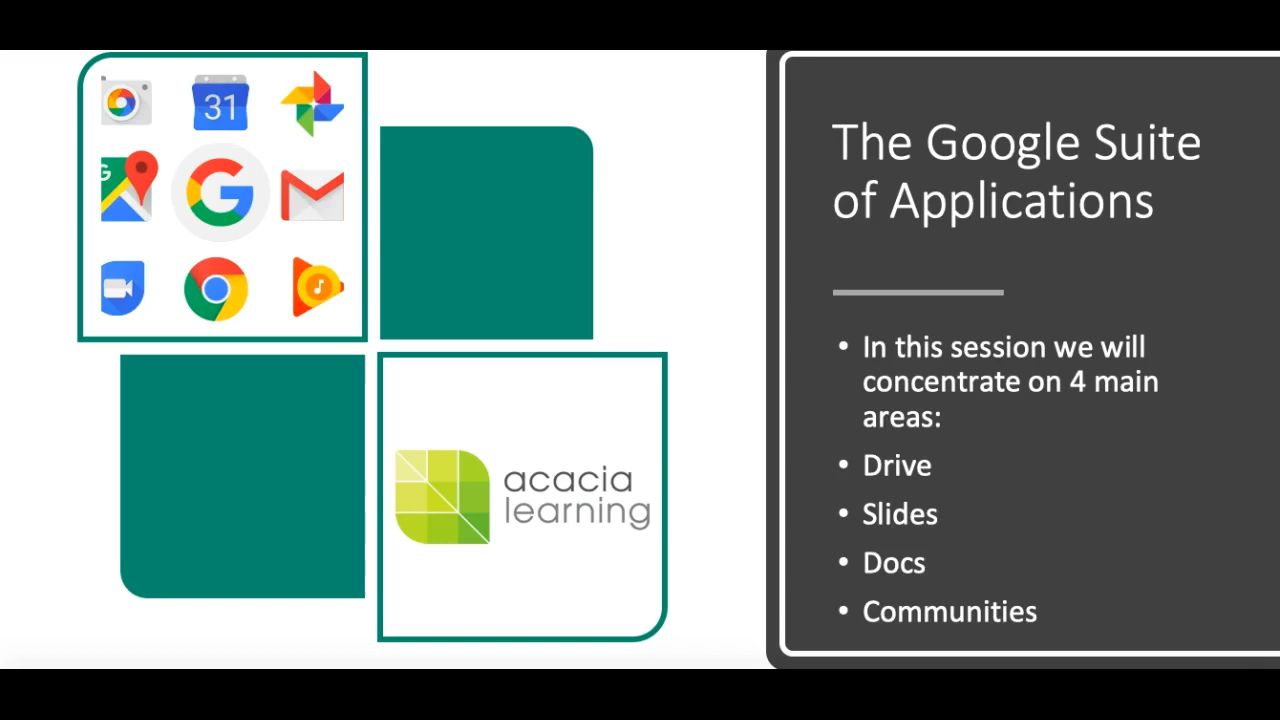 31
G
G
acacia
learning
The Google Suite
of Applications
• In this session we will
concentrate on 4 main
areas:
• Drive
• Slides
• Docs
• Communities